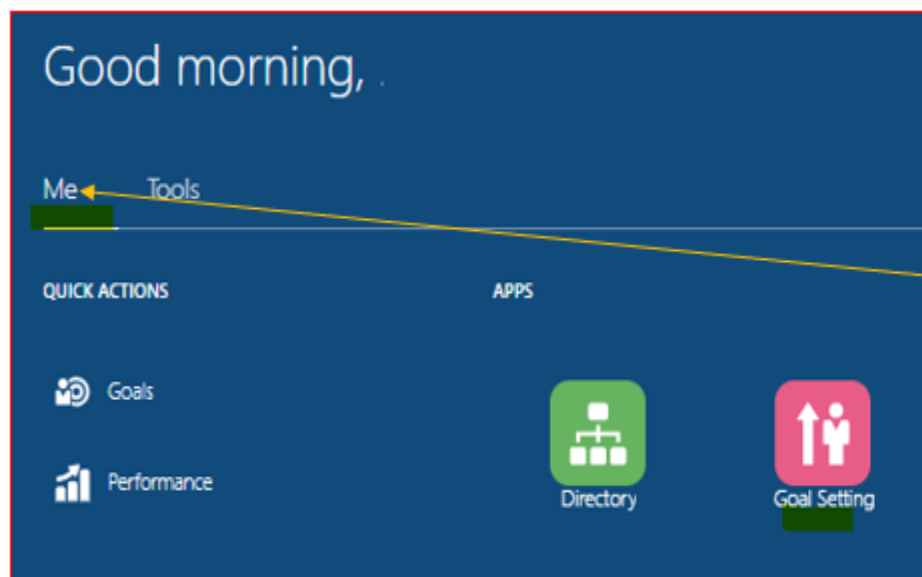 Good morning, .
Me Tools
QUICK ACTIONS APPS
Goals
Performance
Directory Goal Setting